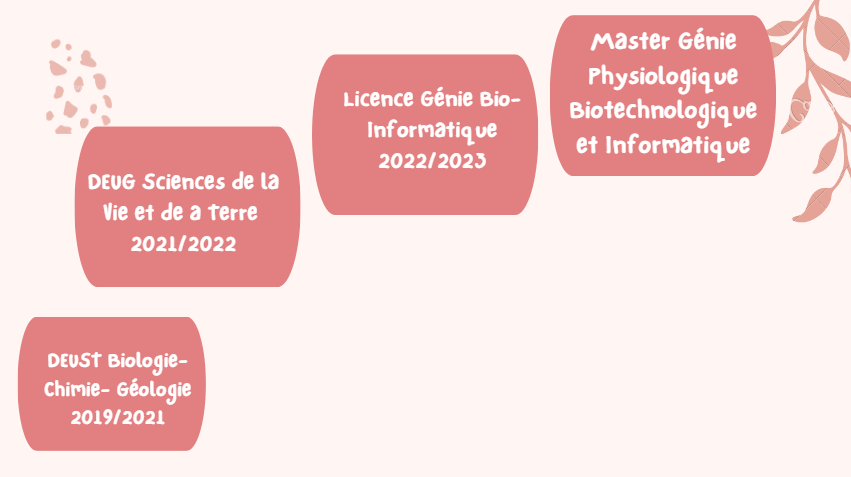 Master Génie
Physiologique
Biotechnologique
et Informatique
Licence Génie Bio-
Informatique
2022/2023
DEUG Sciences de la
Vie et de a Terre
2021/2022
DEUST Biologie-
Chimie- Géologie
2019/2021